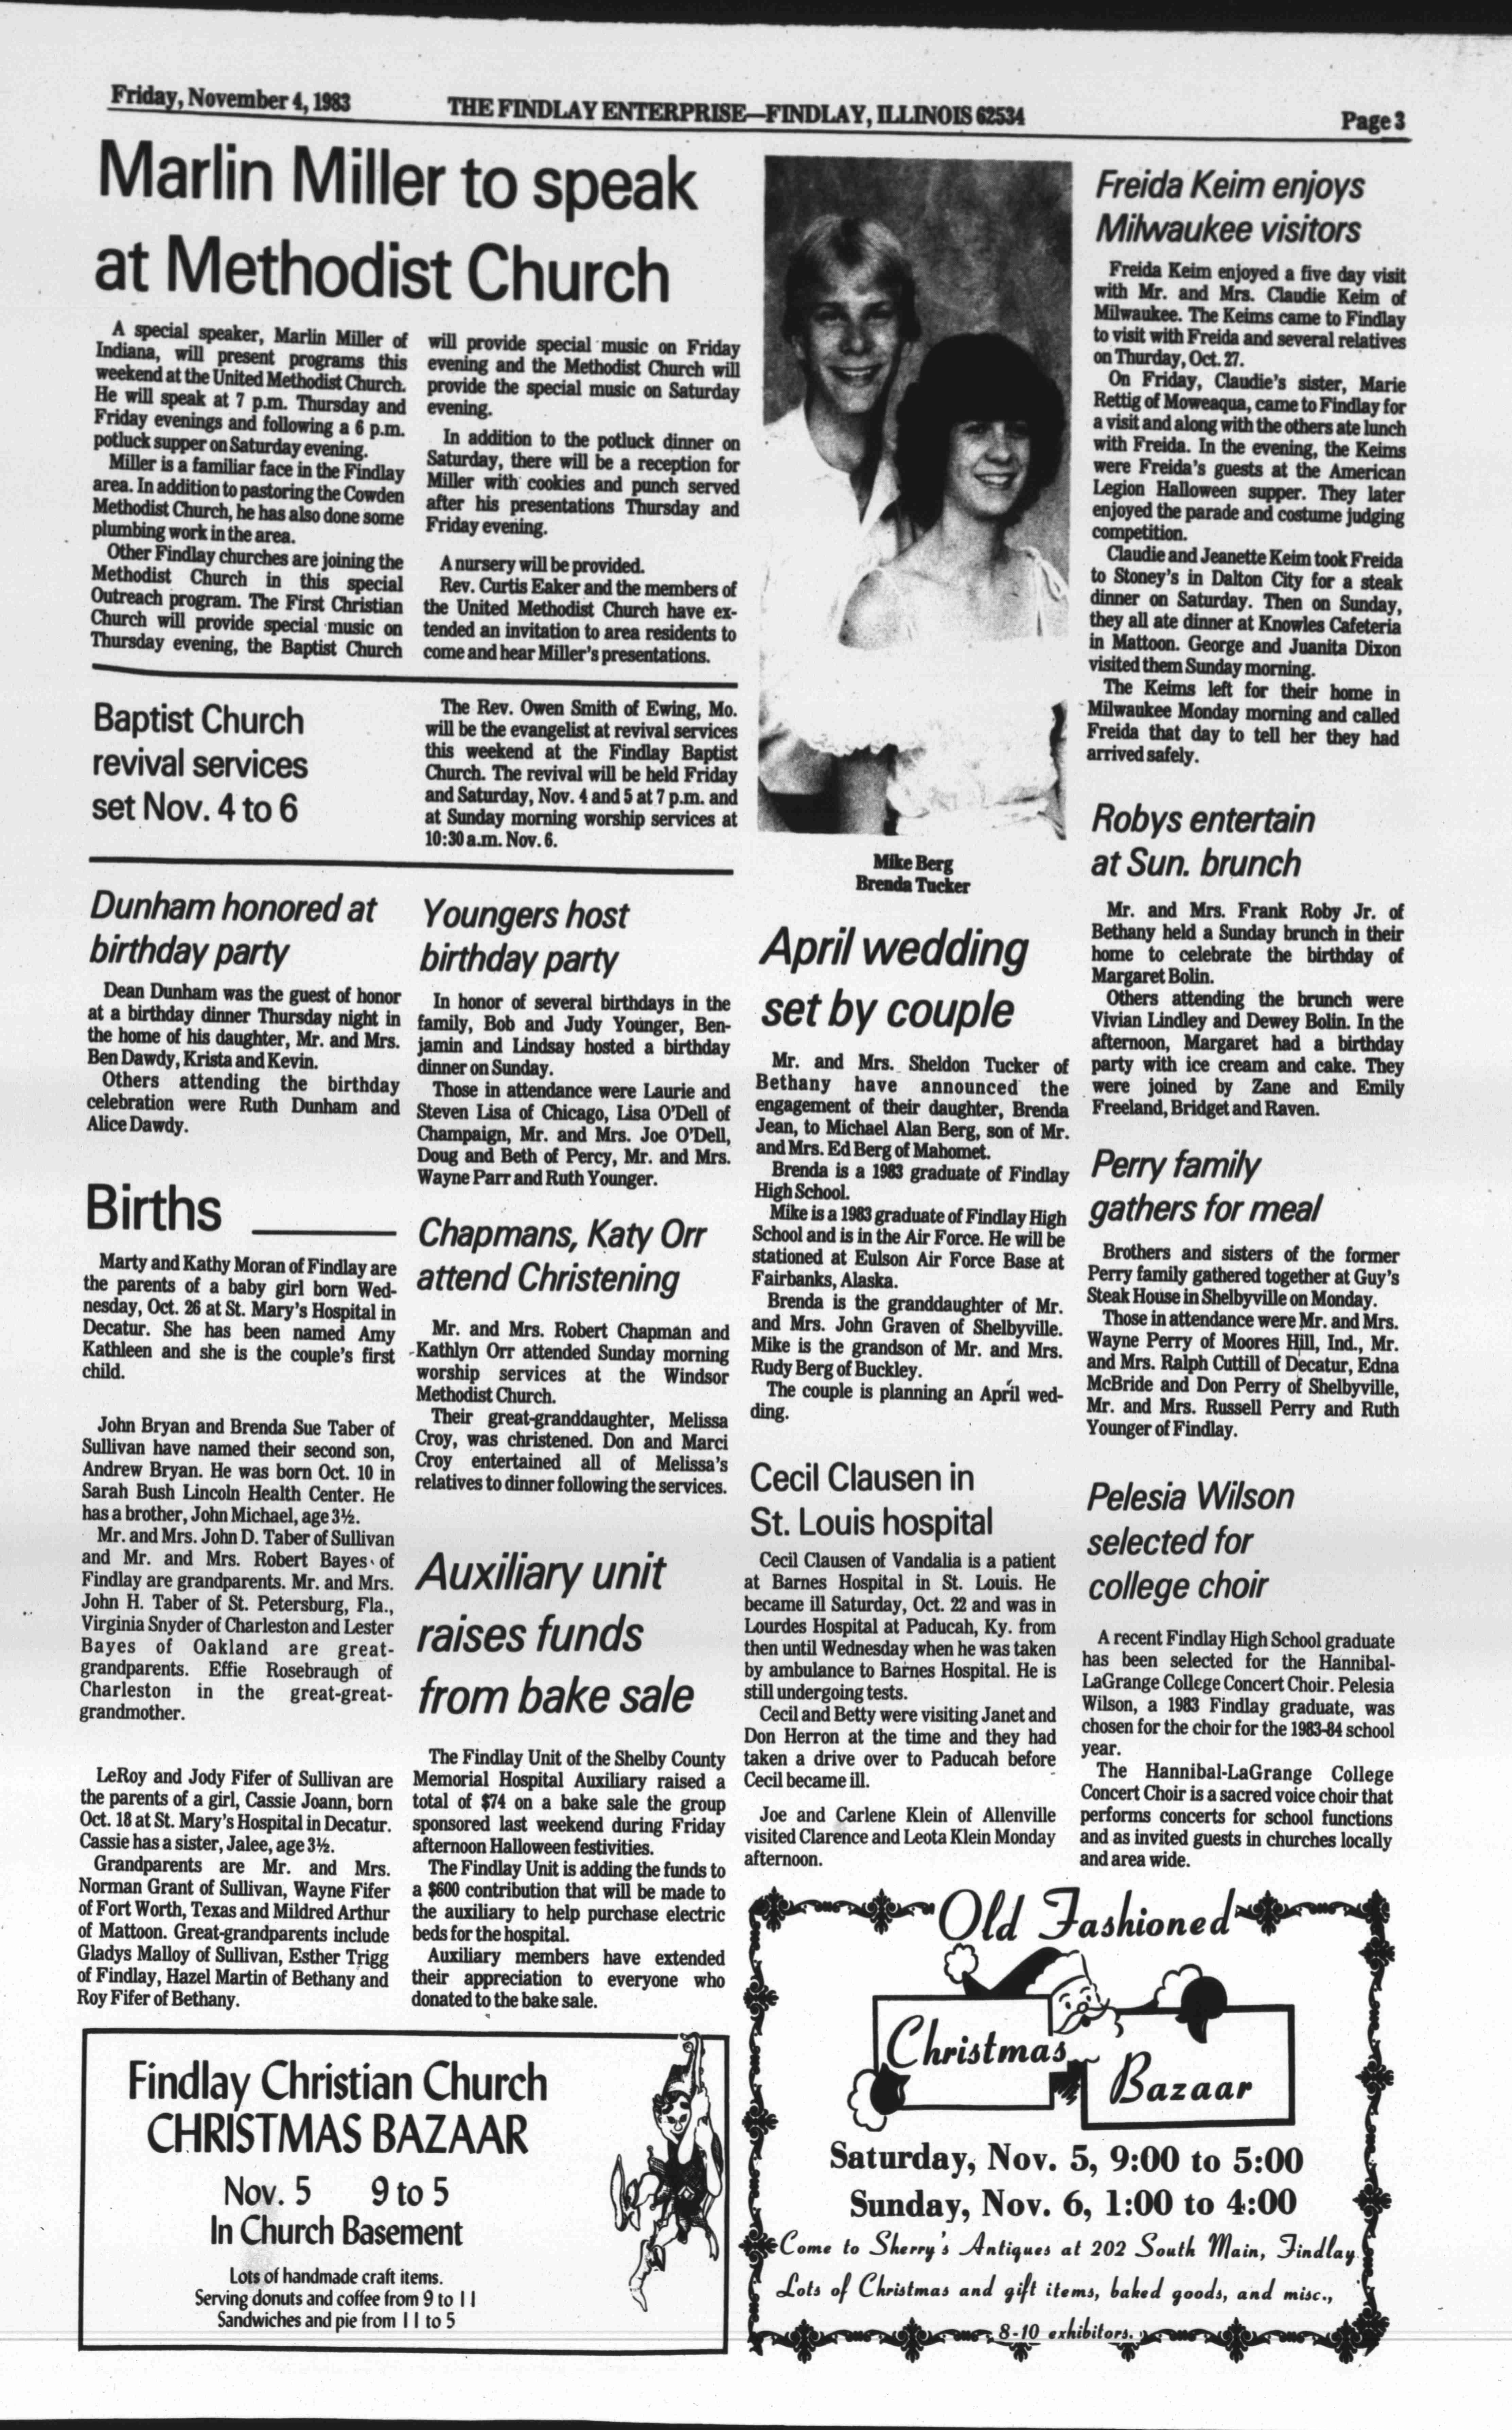 Friday, November 4, 1983
THE FINDLAY ENTERPRISE—FINDLAY, ILLINOIS 62534
Page 3
Marlin Miller to speak
at Methodist Church
A special speaker, Marlin Miller of
Indiana, will present programs this
weekend at the United Methodist Church.
He will speak at 7 p.m. Thursday and
Friday evenings and following a 6 p.m.
potluck supper on Saturday evening.
Miller is a familiar face in the Findlay
area. In addition to pastoring the Cowden
Methodist Church, he has also done some
plumbing work in the area.
Other Findlay churches are joining the
Methodist Church in this special
Outreach program. The First Christian
Church will provide special music on
Thursday evening, the Baptist Church
will provide special music on Friday
evening and the Methodist Church will
provide the special music on Saturday
evening.
In addition to the potluck dinner on
Saturday, there will be a reception for
Miller with cookies and punch served
after his presentations Thursday and
Friday evening.
A nursery will be provided.
Rev. Curtis Eaker and the members of
the United Methodist Church have ex-
tended an invitation to area residents to
come and hear Miller's presentations.
Baptist Church
revival services
set Nov. 4 to 6
The Rev. Owen Smith of Ewing, Mo.
will be the evangelist at revival services
this weekend at the Findlay Baptist
Church. The revival will be held Friday
and Saturday, Nov. 4 and 5 at 7 p.m. and
at Sunday morning worship services at
10:30 a.m. Nov. 6.
Dunham honored at
birthday party
Dean Dunham was the guest of honor
at a birthday dinner Thursday night in
the home of his daughter, Mr. and Mrs.
Ben Dawdy, Krista and Kevin.
Others attending the birthday
celebration were Ruth Dunham and
Alice Dawdy.
Births
Marty and Kathy Moran of Findlay are
the parents of a baby girl born Wed-
nesday, Oct. 26 at St. Mary's Hospital in
Decatur. She has been named Amy
Kathleen and she is the couple's first
child.
John Bryan and Brenda Sue Taber of
Sullivan have named their second son,
Andrew Bryan. He was born Oct. 10 in
Sarah Bush Lincoln Health Center. He
has a brother, John Michael, age 3½.
Mr. and Mrs. John D. Taber of Sullivan
and Mr. and Mrs. Robert Bayes of
Findlay are grandparents. Mr. and Mrs.
John H. Taber of St. Petersburg, Fla.,
Virginia Snyder of Charleston and Lester
Bayes of Oakland are great-
grandparents. Effie Rosebraugh of
Charleston in the great-great-
grandmother.
LeRoy and Jody Fifer of Sullivan are
the parents of a girl, Cassie Joann, born
Oct. 18 at St. Mary's Hospital in Decatur.
Cassie has a sister, Jalee, age 3½.
Grandparents are Mr. and Mrs.
Norman Grant of Sullivan, Wayne Fifer
of Fort Worth, Texas and Mildred Arthur
of Mattoon. Great-grandparents include
Gladys Malloy of Sullivan, Esther Trigg
of Findlay, Hazel Martin of Bethany and
Roy Fifer of Bethany.
Youngers host
birthday party
In honor of several birthdays in the
family, Bob and Judy Younger, Ben-
jamin and Lindsay hosted a birthday
dinner on Sunday.
Those in attendance were Laurie and
Steven Lisa of Chicago, Lisa O'Dell of
Champaign, Mr. and Mrs. Joe O'Dell,
Doug and Beth of Percy, Mr. and Mrs.
Wayne Parr and Ruth Younger.
Chapmans, Katy Orr
attend Christening
Mr. and Mrs. Robert Chapman and
Kathlyn Orr attended Sunday morning
worship services at the Windsor
Methodist Church.
Their great-granddaughter, Melissa
Croy, was christened. Don and Marci
Croy entertained all of Melissa's
relatives to dinner following the services.
Auxiliary unit
raises funds
from bake sale
The Findlay Unit of the Shelby County
Memorial Hospital Auxiliary raised a
total of $74 on a bake sale the group
sponsored last weekend during Friday
afternoon Halloween festivities.
The Findlay Unit is adding the funds to
a $600 contribution that will be made to
the auxiliary to help purchase electric
beds for the hospital.
Auxiliary members have extended
their appreciation to everyone who
donated to the bake sale.
Mike Berg
Brenda Tucker
April wedding
set by couple
Mr. and Mrs. Sheldon Tucker of
Bethany have announced the
engagement of their daughter, Brenda
Jean, to Michael Alan Berg, son of Mr.
and Mrs. Ed Berg of Mahomet.
Brenda is a 1983 graduate of Findlay
High School.
Mike is a 1983 graduate of Findlay High
School and is in the Air Force. He will be
stationed at Eulson Air Force Base at
Fairbanks, Alaska.
Brenda is the granddaughter of Mr.
and Mrs. John Graven of Shelbyville.
Mike is the grandson of Mr. and Mrs.
Rudy Berg of Buckley.
The couple is planning an April wed-
ding.
Cecil Clausen in
St. Louis hospital
Cecil Clausen of Vandalia is a patient
at Barnes Hospital in St. Louis. He
became ill Saturday, Oct. 22 and was in
Lourdes Hospital at Paducah, Ky. from
then until Wednesday when he was taken
by ambulance to Barnes Hospital. He is
still undergoing tests.
Cecil and Betty were visiting Janet and
Don Herron at the time and they had
taken a drive over to Paducah before
Cecil became ill.
Joe and Carlene Klein of Allenville
visited Clarence and Leota Klein Monday
afternoon.
Freida Keim enjoys
Milwaukee visitors
Freida Keim enjoyed a five day visit
with Mr. and Mrs. Claudie Keim of
Milwaukee. The Keims came to Findlay
to visit with Freida and several relatives
on Thurday, Oct. 27.
On Friday, Claudie's sister, Marie
Rettig of Moweaqua, came to Findlay for
a visit and along with the others ate lunch
with Freida. In the evening, the Keims
were Freida's guests at the American
Legion Halloween supper. They later
enjoyed the parade and costume judging
competition.
Claudie and Jeanette Keim took Freida
to Stoney's in Dalton City for a steak
dinner on Saturday. Then on Sunday,
they all ate dinner at Knowles Cafeteria
in Mattoon. George and Juanita Dixon
visited them Sunday morning.
The Keims left for their home in
Milwaukee Monday morning and called
Freida that day to tell her they had
arrived safely.
Robys entertain
at Sun. brunch
Mr. and Mrs. Frank Roby Jr. of
Bethany held a Sunday brunch in their
home to celebrate the birthday of
Margaret Bolin.
Others attending the brunch were
Vivian Lindley and Dewey Bolin. In the
afternoon, Margaret had a birthday
party with ice cream and cake. They
were joined by Zane and Emily
Freeland, Bridget and Raven.
Perry family
gathers for meal
Brothers and sisters of the former
Perry family gathered together at Guy's
Steak House in Shelbyville on Monday.
Those in attendance were Mr. and Mrs.
Wayne Perry of Moores Hill, Ind., Mr.
and Mrs. Ralph Cuttill of Decatur, Edna
McBride and Don Perry of Shelbyville,
Mr. and Mrs. Russell Perry and Ruth
Younger of Findlay.
Pelesia Wilson
selected for
college choir
A recent Findlay High School graduate
has been selected for the Hannibal-
LaGrange College Concert Choir. Pelesia
Wilson, a 1983 Findlay graduate, was
chosen for the choir for the 1983-84 school
year.
The Hannibal-LaGrange College
Concert Choir is a sacred voice choir that
performs concerts for school functions
and as invited guests in churches locally
and area wide.
Findlay Christian Church
CHRISTMAS BAZAAR
Nov. 5 9 to 5
In Church Basement
Lots of handmade craft items.
Serving donuts and coffee from 9 to 11
Sandwiches and pie from 11 to 5
Old Fashioned
Christmas
Bazaar
Saturday, Nov. 5, 9:00 to 5:00
Sunday, Nov. 6, 1:00 to 4:00
Come to Sherry's Antiques at 202 South Main, Findlay
Lots of Christmas and gift items, baked goods, and misc.,
8-10 exhibitors.